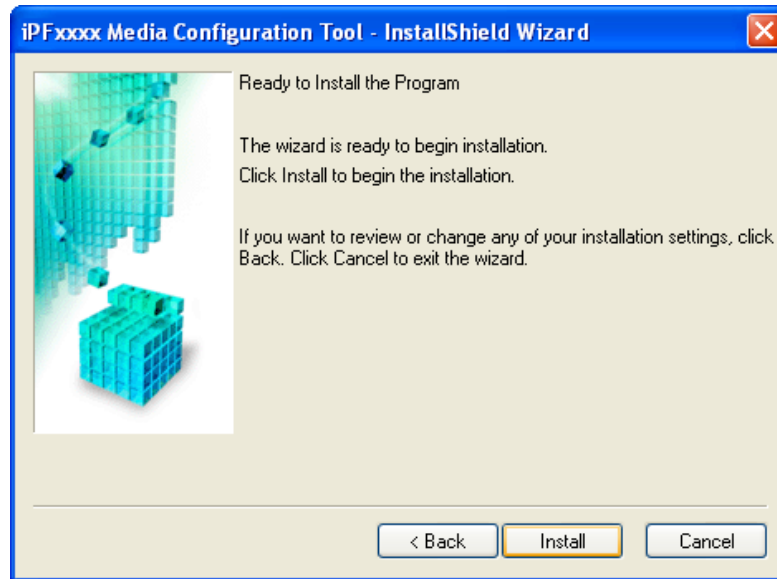 iPFxxxx Media Configuration Tool - InstallShield Wizard
Ready to Install the Program
The wizard is ready to begin installation.
Click Install to begin the installation.
If you want to review or change any of your installation settings, click
Back. Click Cancel to exit the wizard.
< Back
Install
Cancel